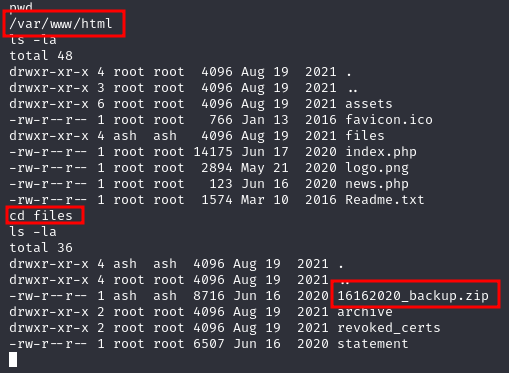 pwd
/var/www/html
ls -la
total 48
drwxr-xr-x 4 root root  4096 Aug 19  2021 .
drwxr-xr-x 3 root root  4096 Aug 19  2021 ..
drwxr-xr-x 6 root root  4096 Aug 19  2021 assets
-rw-r--r-- 1 root root   766 Jan 13  2016 favicon.ico
drwxr-xr-x 4 ash  ash   4096 Aug 19  2021 files
-rw-r--r-- 1 root root 14175 Jun 17  2020 index.php
-rw-r--r-- 1 root root  2894 May 21  2020 logo.png
-rw-r--r-- 1 root root   123 Jun 16  2020 news.php
-rw-r--r-- 1 root root  1574 Mar 10  2016 Readme.txt
cd files
ls -la
total 36
drwxr-xr-x 4 ash  ash  4096 Aug 19  2021 .
drwxr-xr-x 4 root root 4096 Aug 19  2021 ..
-rw-r--r-- 1 ash  ash  8716 Jun 16  2020 16162020_backup.zip
drwxr-xr-x 2 root root 4096 Aug 19  2021 archive
drwxr-xr-x 2 root root 4096 Aug 19  2021 revoked_certs
-rw-r--r-- 1 root root 6507 Jun 16  2020 statement